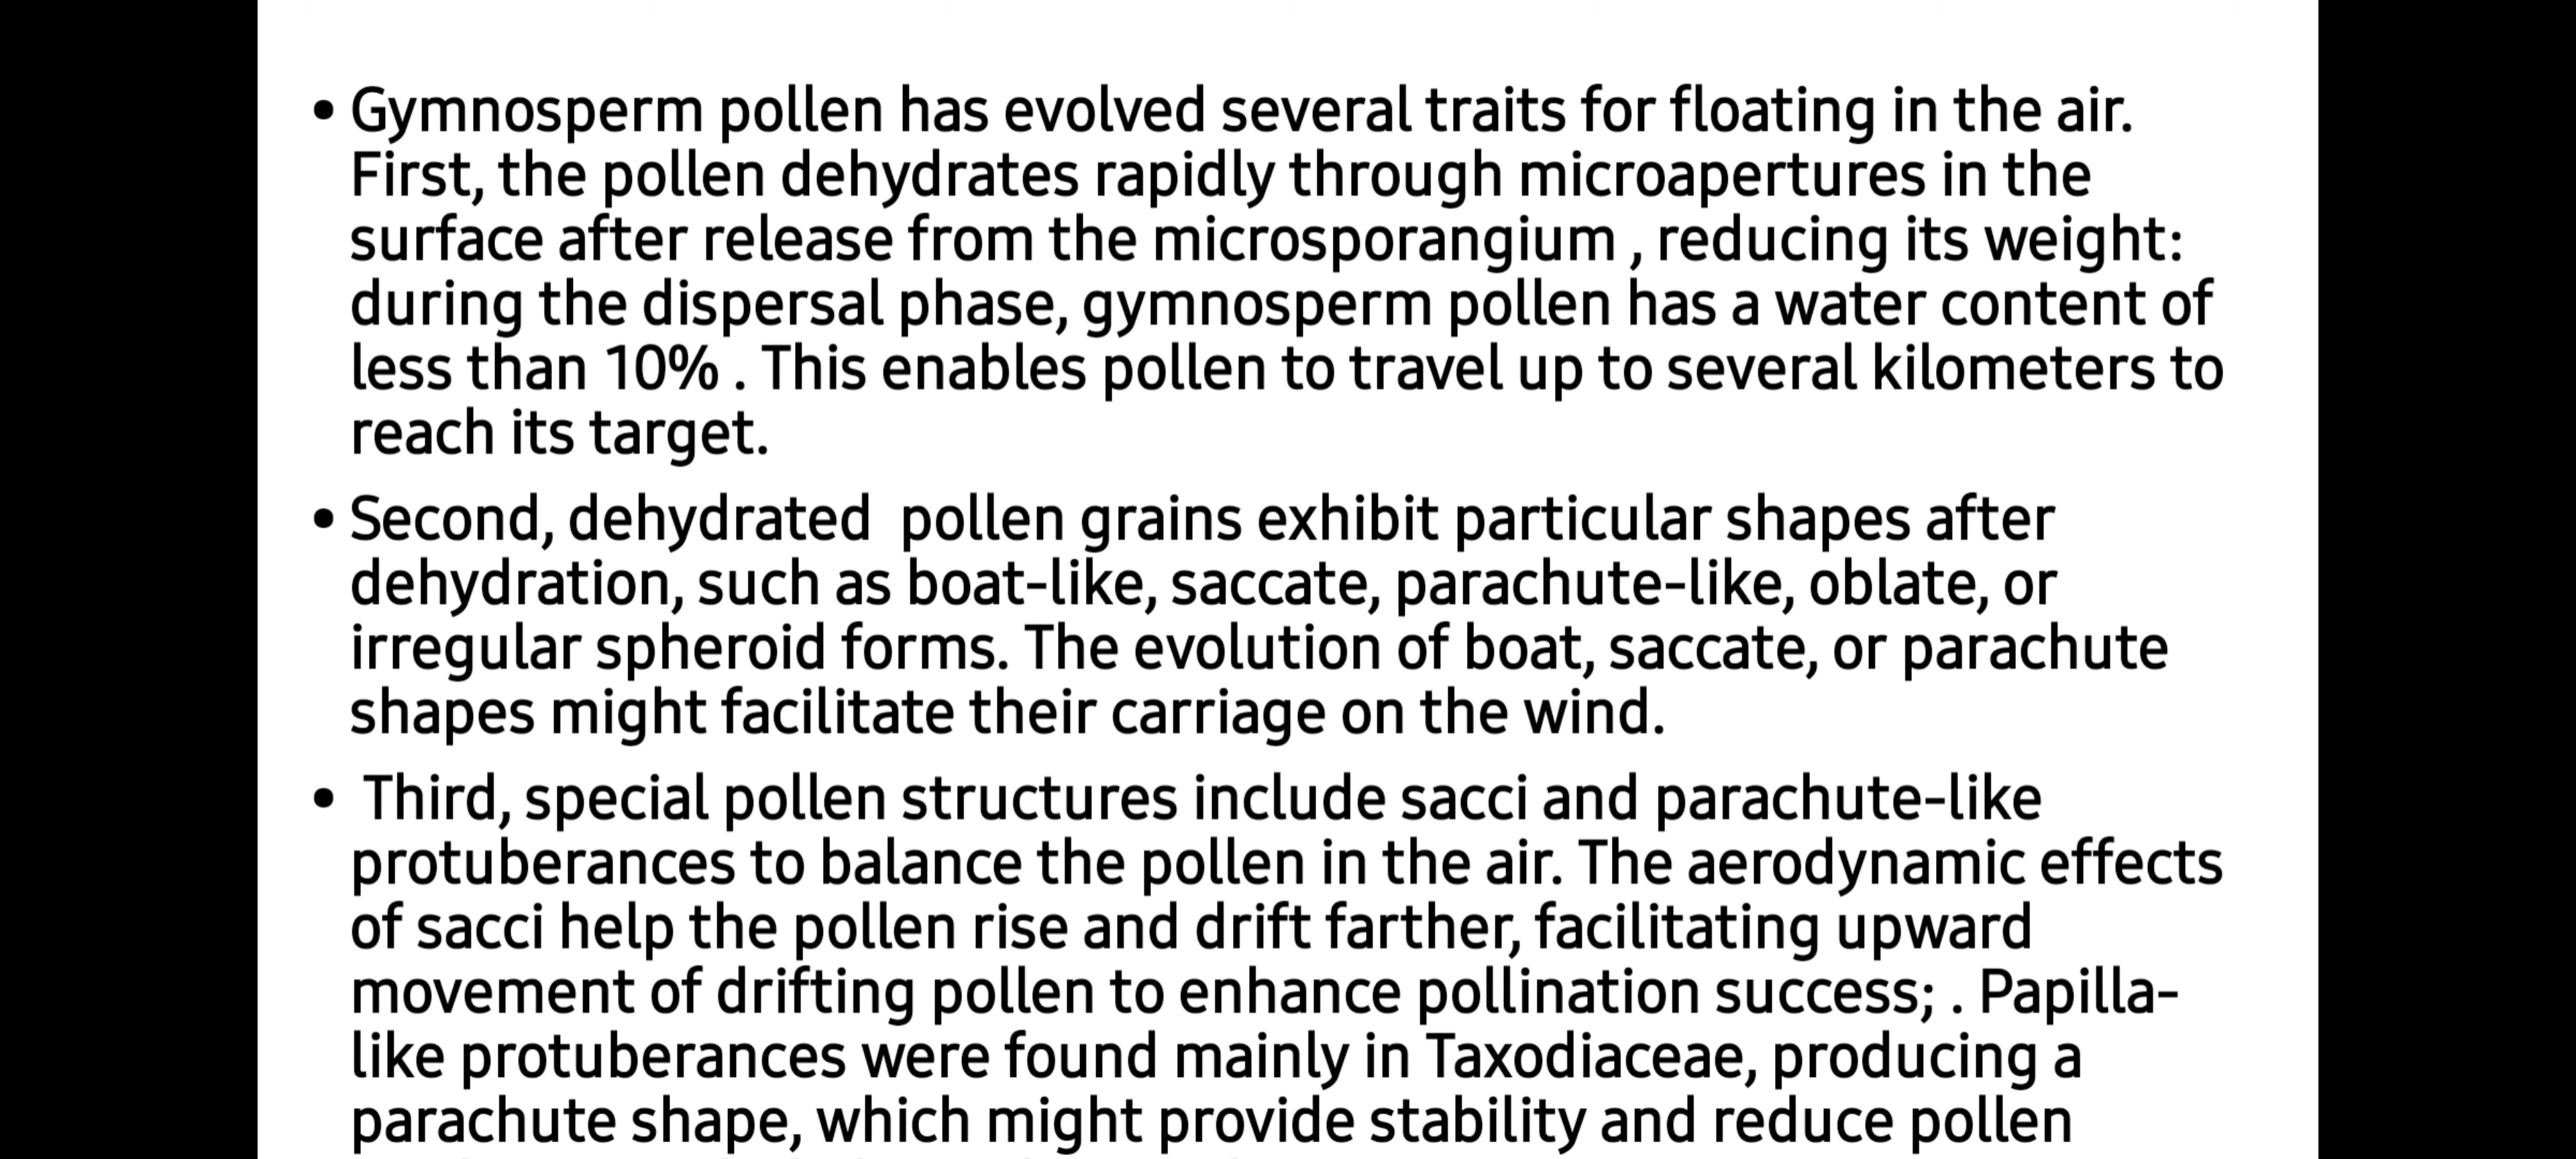 • Gymnosperm pollen has evolved several traits for floating in the air.
First, the pollen dehydrates rapidly through microapertures in the
surface after release from the microsporangium , reducing its weight:
during the dispersal phase, gymnosperm pollen has a water content of
less than 10% . This enables pollen to travel up to several kilometers to
reach its target.
• Second, dehydrated  pollen grains exhibit particular shapes after
dehydration, such as boat-like, saccate, parachute-like, oblate, or
irregular spheroid forms. The evolution of boat, saccate, or parachute
shapes might facilitate their carriage on the wind.
•  Third, special pollen structures include sacci and parachute-like
protuberances to balance the pollen in the air. The aerodynamic effects
of sacci help the pollen rise and drift farther, facilitating upward
movement of drifting pollen to enhance pollination success; . Papilla-
like protuberances were found mainly in Taxodiaceae, producing a
parachute shape, which might provide stability and reduce pollen